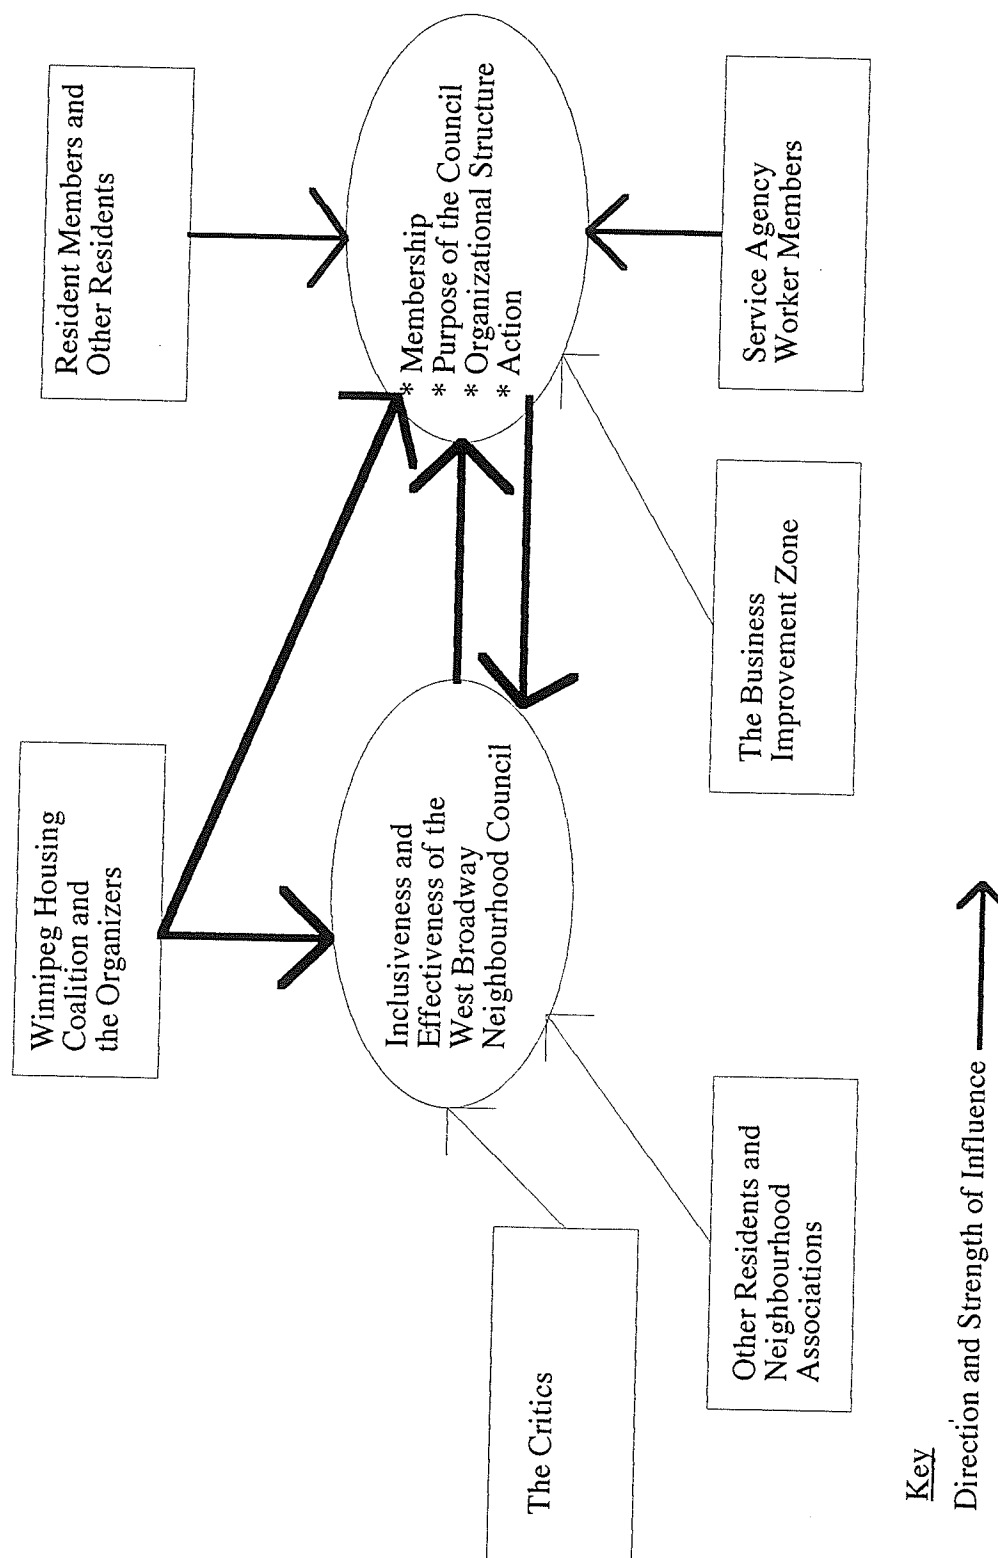 Winnipeg Housing
Coalition and
the Organizers
Resident Members and
Other Residents
Inclusiveness and
Effectiveness of the
West Broadway
Neighbourhood Council
* Membership
* Purpose of the Council
* Organizational Structure
* Action
The Critics
Other Residents and
Neighbourhood
Associations
The Business
Improvement Zone
Service Agency
Worker Members
Key
Direction and Strength of Influence